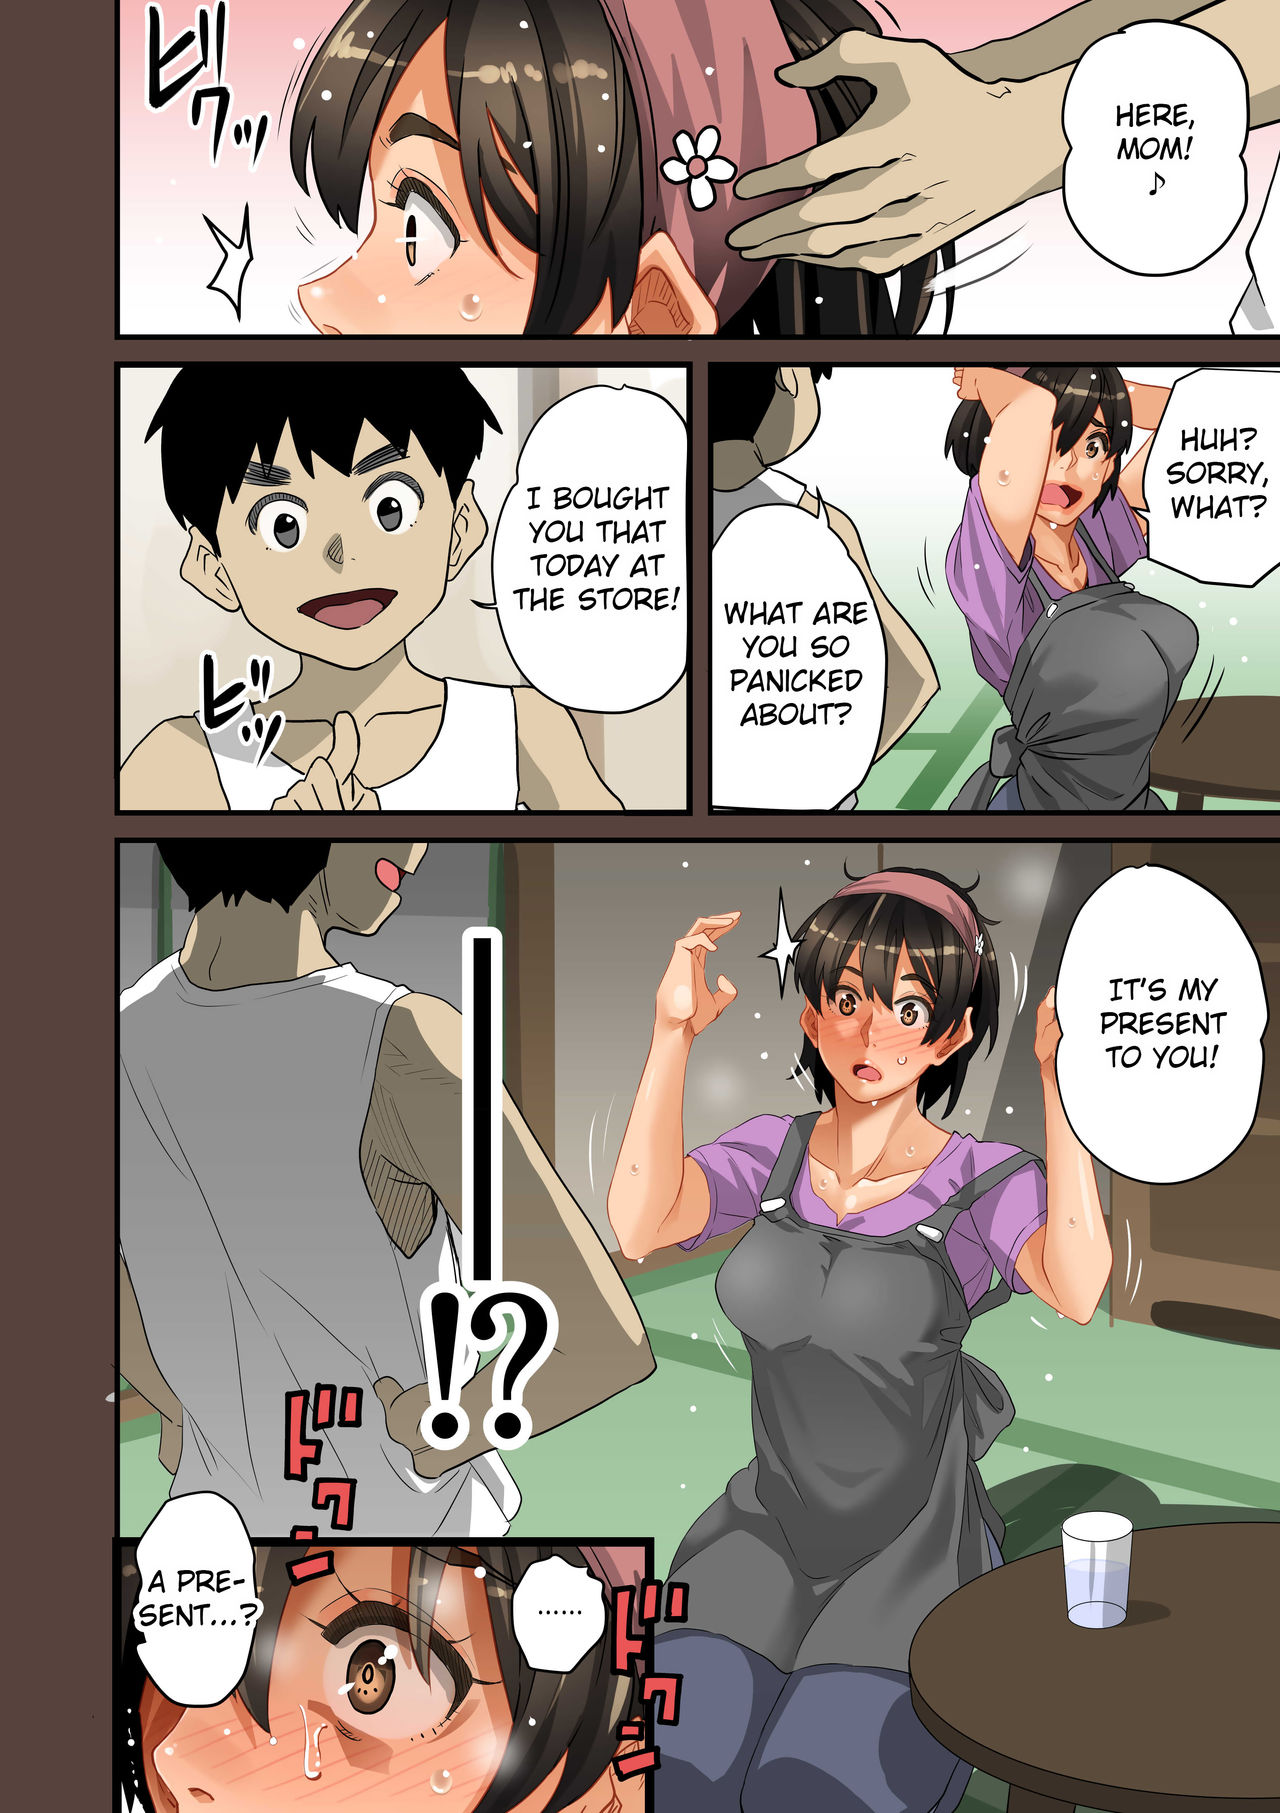 ビクッ
HERE,
MOM!
♪
HUH?
SORRY,
WHAT?
WHAT ARE
YOU SO
PANICKED
ABOUT?
I BOUGHT
YOU THAT
TODAY AT
THE STORE!
ビッ
IT'S MY
PRESENT
TO YOU!
!?
ドクン
ドクン
......
A PRE-
SENT...?